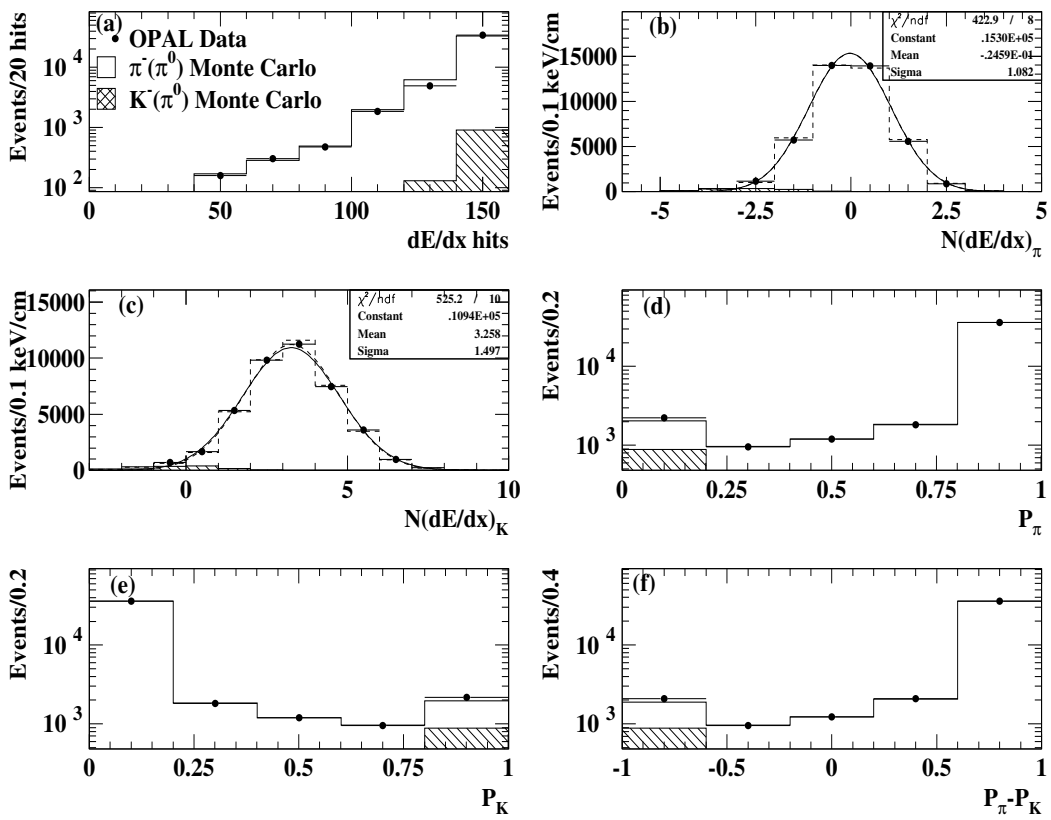 (a)
OPAL Data
π⁻(π⁰) Monte Carlo
K⁻(π⁰) Monte Carlo
Events/20 hits
10⁴
10³
10²
0 50 100 150
dE/dx hits
(b)
χ²/ndf 422.9 / 8
Constant .1530E+05
Mean -.2459E-01
Sigma 1.082
Events/0.1 keV/cm
15000
10000
5000
0
-5 -2.5 0 2.5 5
N(dE/dx)π
(c)
χ²/ndf 525.2 / 10
Constant .1094E+05
Mean 3.258
Sigma 1.497
Events/0.1 keV/cm
15000
10000
5000
0
0 5 10
N(dE/dx)K
(d)
Events/0.2
10⁴
10³
0 0.25 0.5 0.75 1
Pπ
(e)
Events/0.2
10⁴
10³
0 0.25 0.5 0.75 1
PK
(f)
Events/0.4
10⁴
10³
-1 -0.5 0 0.5 1
Pπ-PK